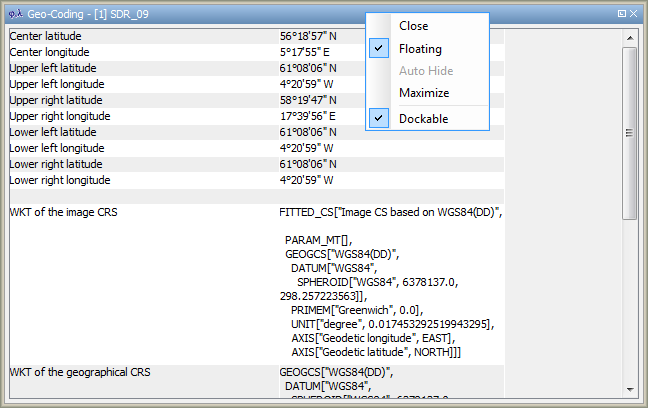 φ,λ Geo-Coding - [1] SDR_09
Center latitude 56°18'57" N
Center longitude 5°17'55" E
Upper left latitude 61°08'06" N
Upper left longitude 4°20'59" W
Upper right latitude 58°19'47" N
Upper right longitude 17°39'56" E
Lower left latitude 61°08'06" N
Lower left longitude 4°20'59" W
Lower right latitude 61°08'06" N
Lower right longitude 4°20'59" W
Close
Floating
Auto Hide
Maximize
Dockable
WKT of the image CRS FITTED_CS["Image CS based on WGS84(DD)",
PARAM_MT[],
GEOGCS["WGS84(DD)",
DATUM["WGS84",
SPHEROID["WGS84", 6378137.0,
298.257223563]],
PRIMEM["Greenwich", 0.0],
UNIT["degree", 0.017453292519943295],
AXIS["Geodetic longitude", EAST],
AXIS["Geodetic latitude", NORTH]]]
WKT of the geographical CRS GEOGCS["WGS84(DD)",
DATUM["WGS84",
SPHEROID["WGS84", 6378137.0,